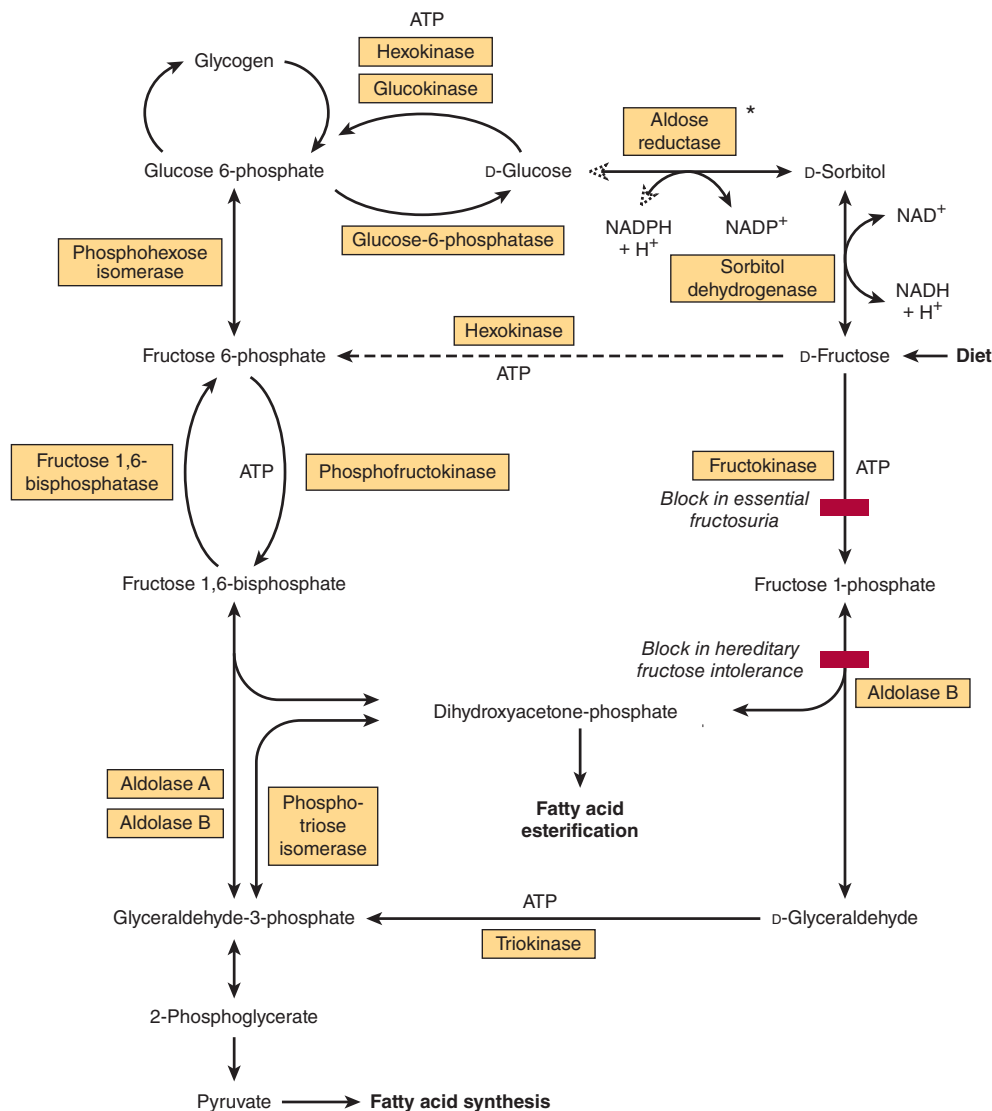 ATP
Hexokinase
Glycogen
Glucokinase
Aldose
reductase
*
Glucose 6-phosphate
D-Glucose
D-Sorbitol
NADPH
+ H+
NADP+
NAD+
Glucose-6-phosphatase
Phosphohexose
isomerase
Sorbitol
dehydrogenase
NADH
+ H+
Hexokinase
Fructose 6-phosphate
ATP
D-Fructose
Diet
Fructose 1,6-
bisphosphatase
ATP
Phosphofructokinase
Fructokinase
ATP
Block in essential
fructosuria
Fructose 1,6-bisphosphate
Fructose 1-phosphate
Block in hereditary
fructose intolerance
Aldolase B
Dihydroxyacetone-phosphate
Aldolase A
Aldolase B
Phospho-
triose
isomerase
Fatty acid
esterification
ATP
Glyceraldehyde-3-phosphate
D-Glyceraldehyde
Triokinase
2-Phosphoglycerate
Pyruvate
Fatty acid synthesis